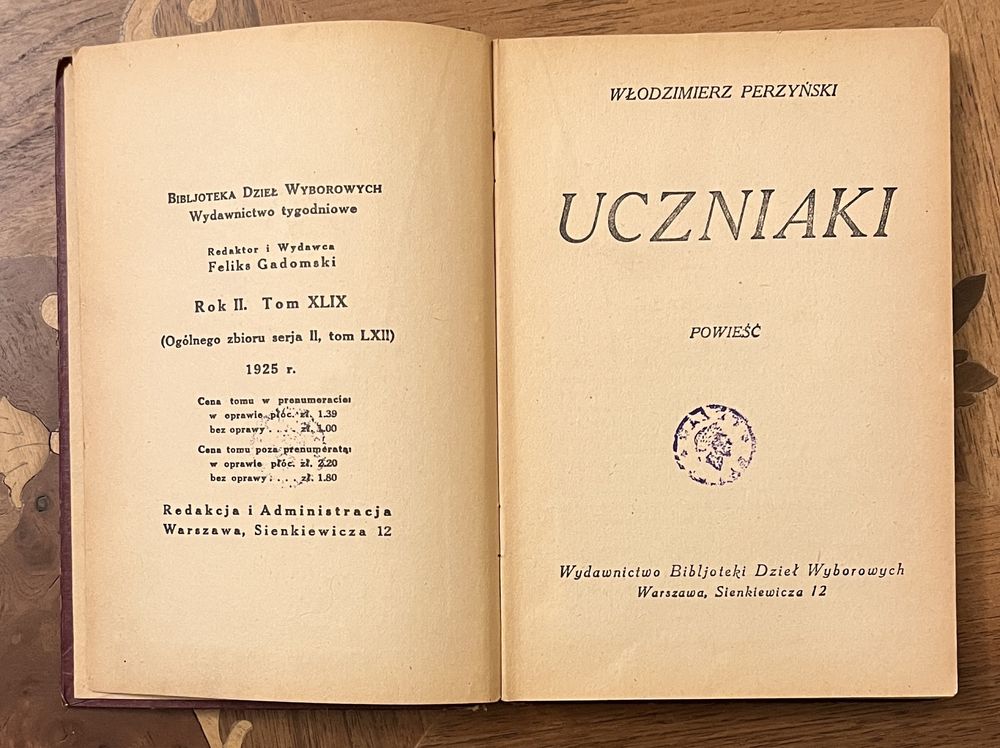 BIBLJOTEKA DZIEŁ WYBOROWYCH
Wydawnictwo tygodniowe
Redaktor i Wydawca
Feliks Gadomski
Rok II. Tom XLIX
(Ogólnego zbioru serja II, tom LXII)
1925 r.
Cena tomu w prenumeracie:
w oprawie płóc. zł. 1.39
bez oprawy . . . zł. 1.00
Cena tomu poza prenumeratą:
w oprawie płóc. zł. 2.20
bez oprawy . . . zł. 1.80
Redakcja i Administracja
Warszawa, Sienkiewicza 12
WŁODZIMIERZ PERZYŃSKI
UCZNIAKI
POWIEŚĆ
Wydawnictwo Bibljoteki Dzieł Wyborowych
Warszawa, Sienkiewicza 12